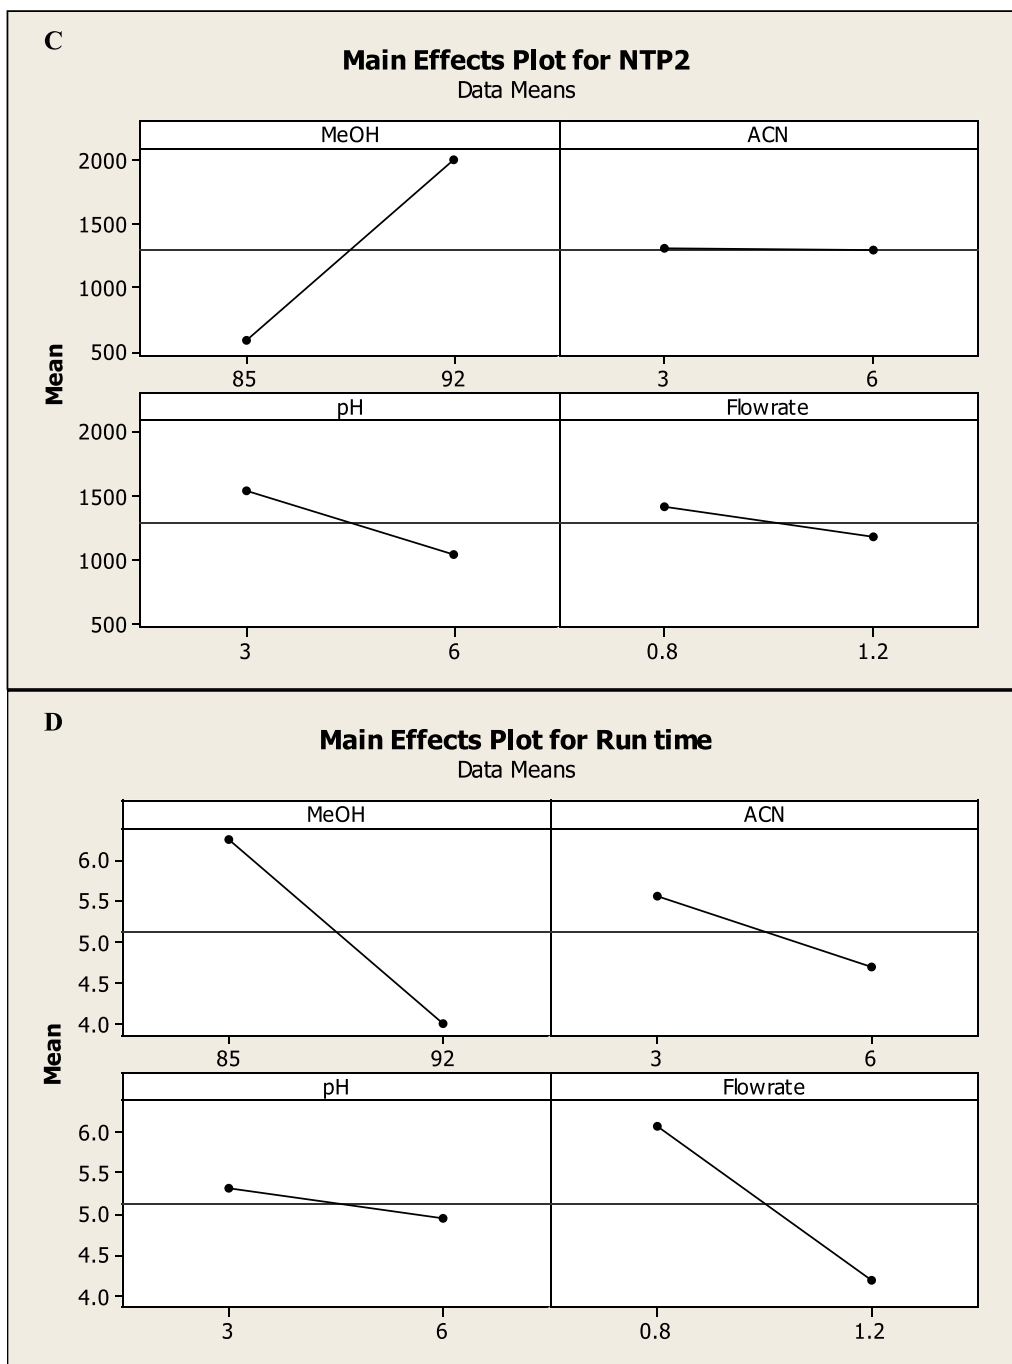 C
Main Effects Plot for NTP2
Data Means
MeOH ACN
2000
1500
1000
500
85 92 3 6
pH Flowrate
2000
1500
1000
500
3 6 0.8 1.2
Mean
D
Main Effects Plot for Run time
Data Means
MeOH ACN
6.0
5.5
5.0
4.5
4.0
85 92 3 6
pH Flowrate
6.0
5.5
5.0
4.5
4.0
3 6 0.8 1.2
Mean